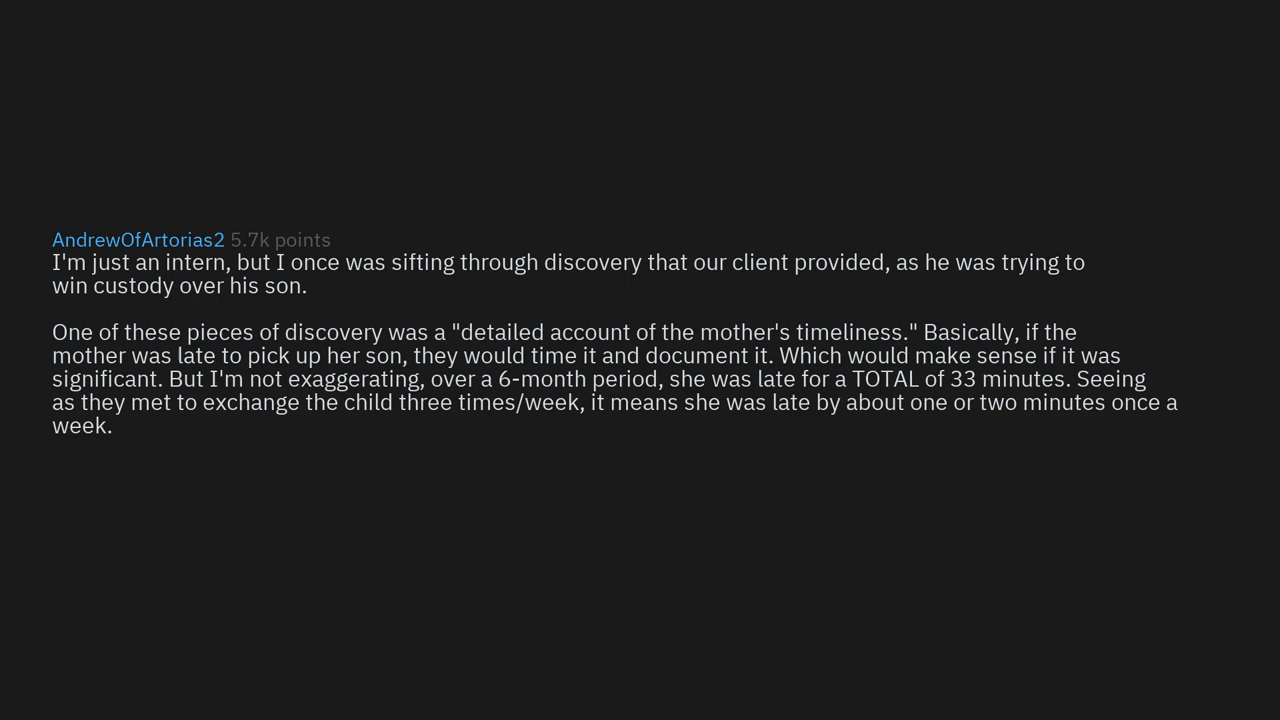 AndrewOfArtorias2 5.7k points
I'm just an intern, but I once was sifting through discovery that our client provided, as he was trying to
win custody over his son.
One of these pieces of discovery was a "detailed account of the mother's timeliness." Basically, if the
mother was late to pick up her son, they would time it and document it. Which would make sense if it was
significant. But I'm not exaggerating, over a 6-month period, she was late for a TOTAL of 33 minutes. Seeing
as they met to exchange the child three times/week, it means she was late by about one or two minutes once a
week.